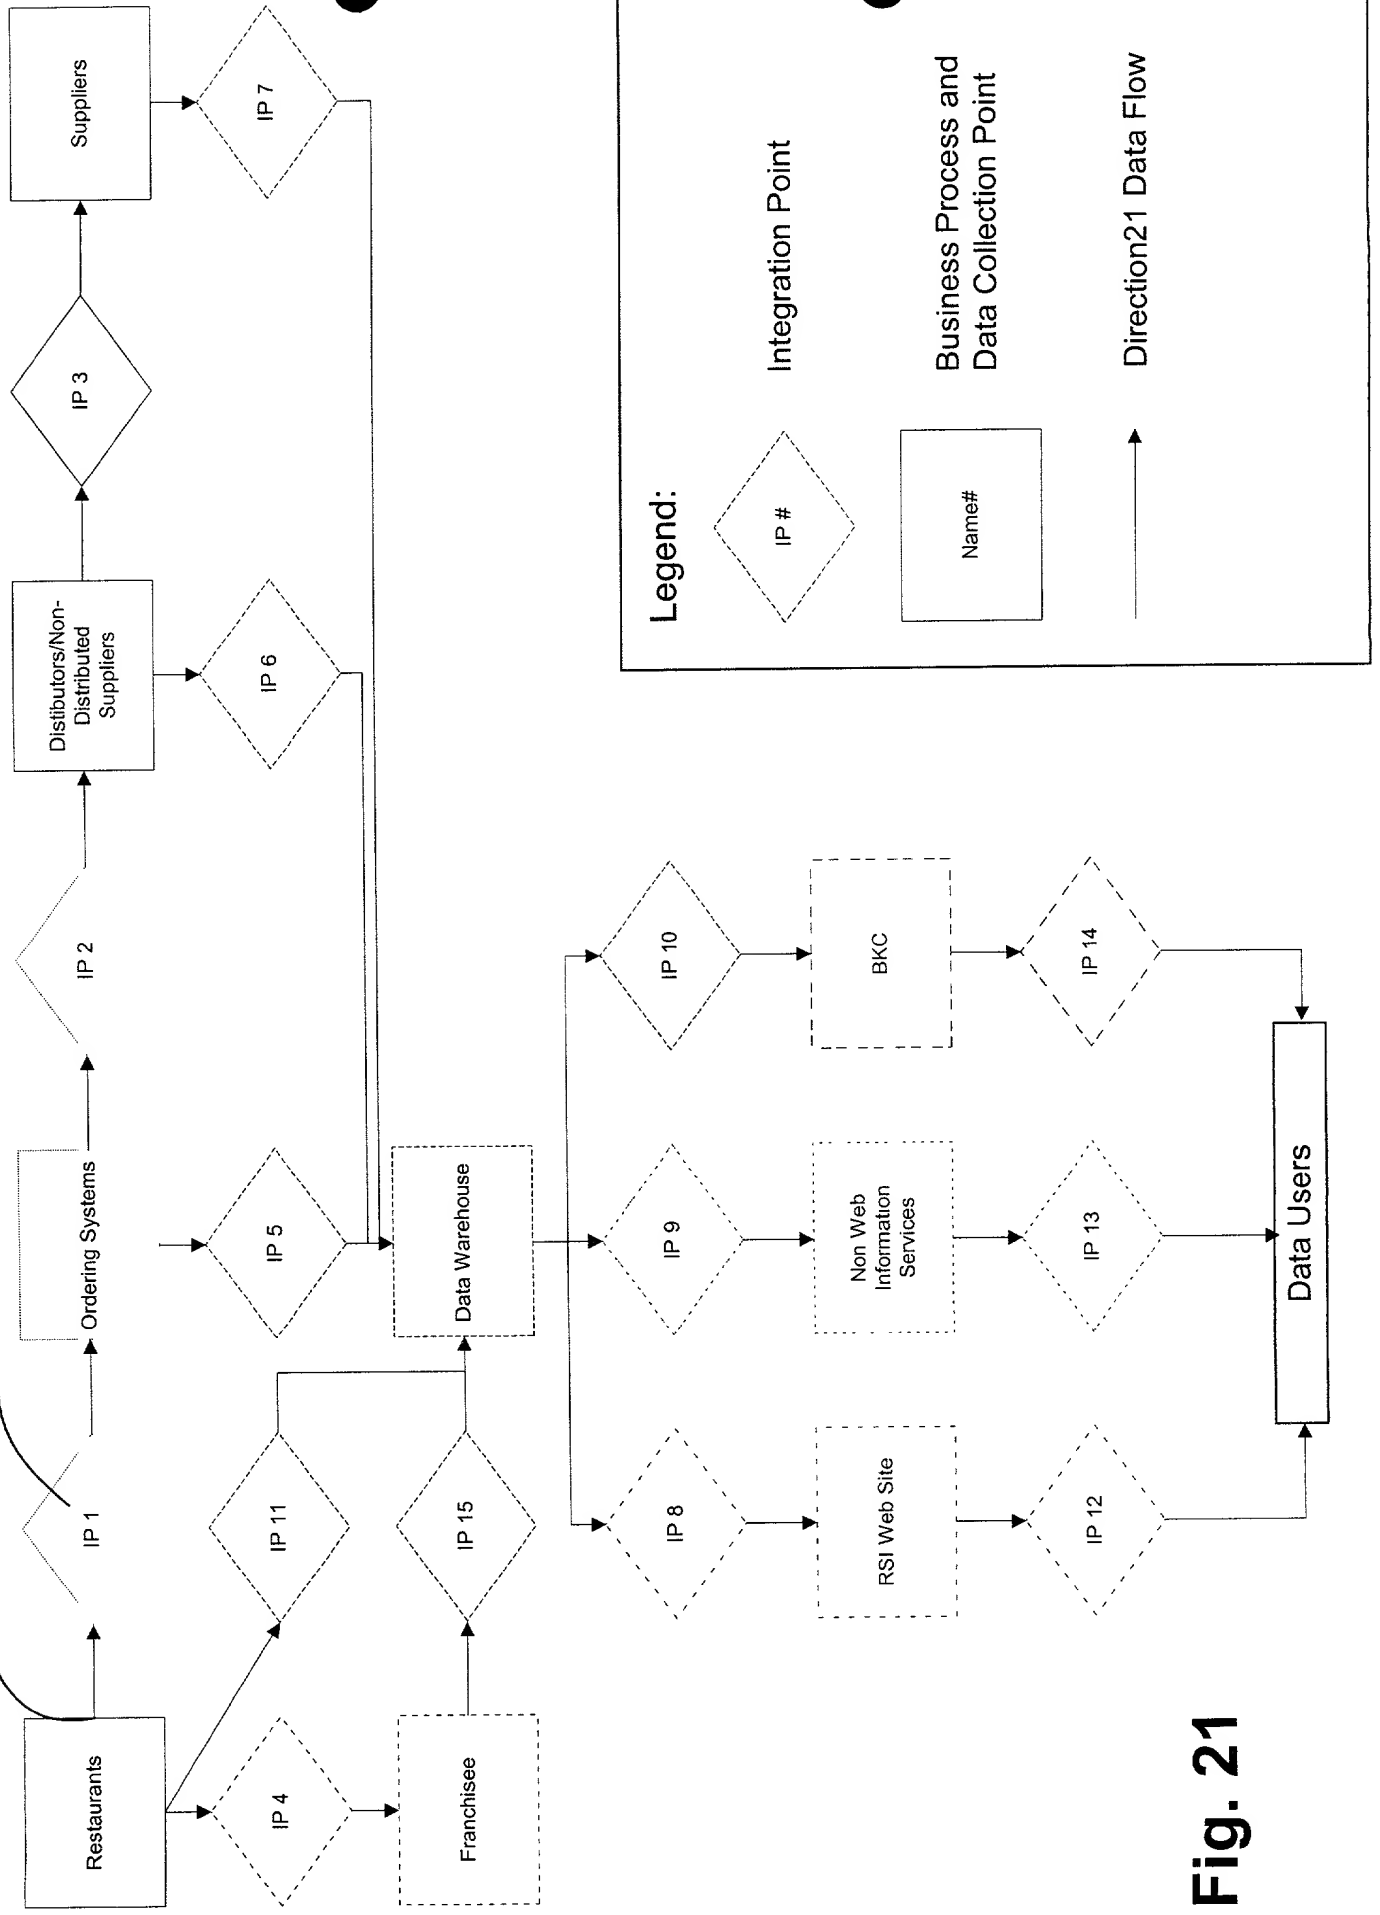 Restaurants
IP 1
Ordering Systems
IP 2
Distibutors/Non-
Distributed
Suppliers
IP 3
Suppliers
IP 4
IP 11
IP 5
IP 6
IP 7
Franchisee
IP 15
Data Warehouse
IP 8
IP 9
IP 10
RSI Web Site
Non Web
Information
Services
BKC
IP 12
IP 13
IP 14
Data Users
Legend:
IP #
Integration Point
Name#
Business Process and
Data Collection Point
Direction21 Data Flow
Fig. 21